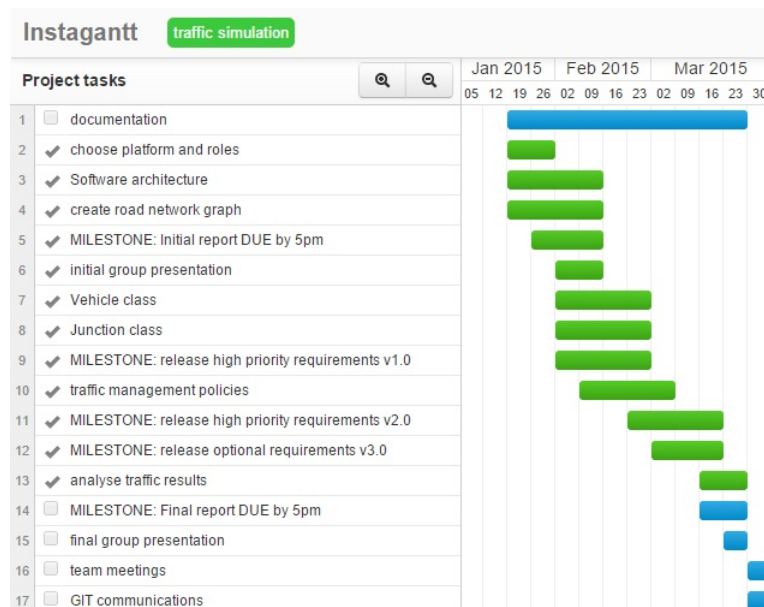 Instagantt traffic simulation
Project tasks
Jan 2015 Feb 2015 Mar 2015
05 12 19 26 02 09 16 23 02 09 16 23 30
1 documentation
2 choose platform and roles
3 Software architecture
4 create road network graph
5 MILESTONE: Initial report DUE by 5pm
6 initial group presentation
7 Vehicle class
8 Junction class
9 MILESTONE: release high priority requirements v1.0
10 traffic management policies
11 MILESTONE: release high priority requirements v2.0
12 MILESTONE: release optional requirements v3.0
13 analyse traffic results
14 MILESTONE: Final report DUE by 5pm
15 final group presentation
16 team meetings
17 GIT communications